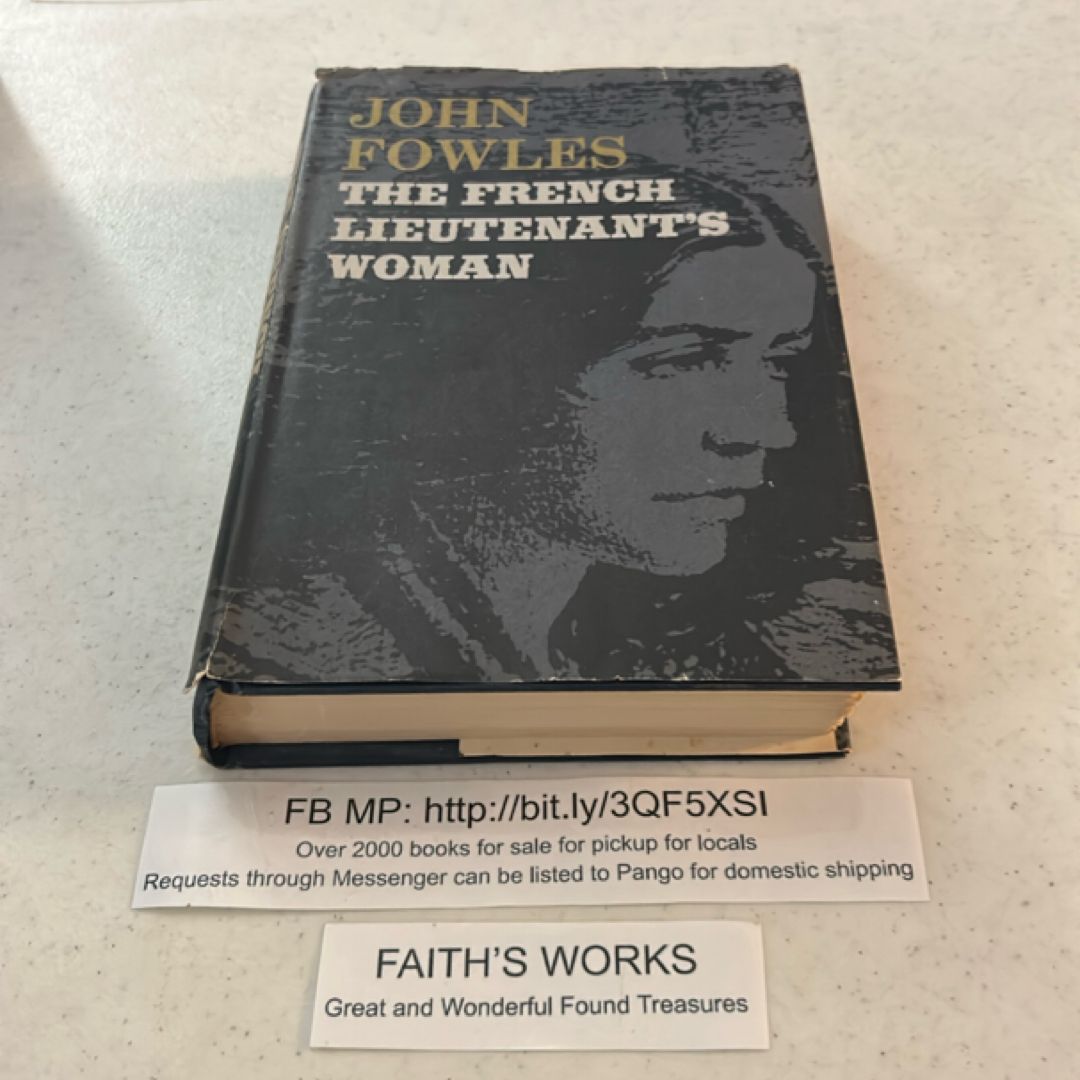 JOHN
FOWLES
THE FRENCH
LIEUTENANT'S
WOMAN
FB MP: http://bit.ly/3QF5XSI
Over 2000 books for sale for pickup for locals
Requests through Messenger can be listed to Pango for domestic shipping
FAITH'S WORKS
Great and Wonderful Found Treasures